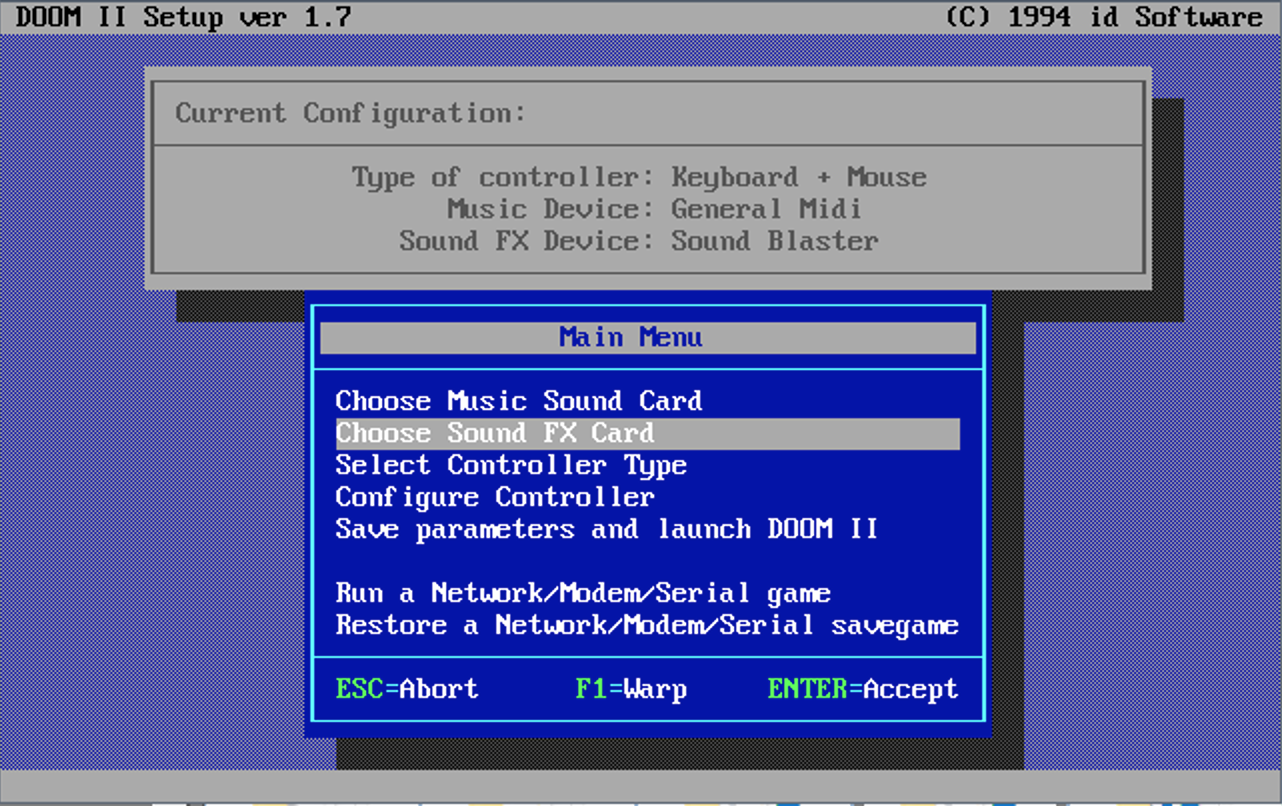 DOOM II Setup ver 1.7 (C) 1994 id Software
Current Configuration:
Type of controller: Keyboard + Mouse
Music Device: General Midi
Sound FX Device: Sound Blaster
Main Menu
Choose Music Sound Card
Choose Sound FX Card
Select Controller Type
Configure Controller
Save parameters and launch DOOM II
Run a Network/Modem/Serial game
Restore a Network/Modem/Serial savegame
ESC=Abort F1=Warp ENTER=Accept